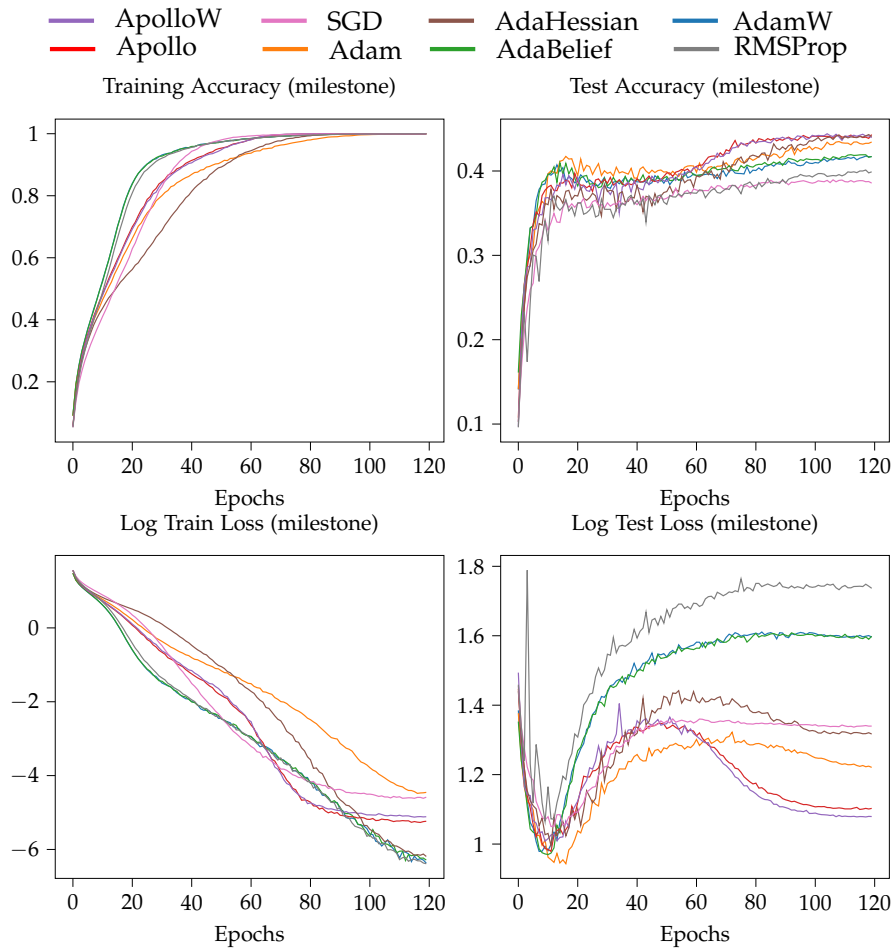 ApolloW SGD AdaHessian AdamW
Apollo Adam AdaBelief RMSProp
Training Accuracy (milestone)
1
0.8
0.6
0.4
0.2
0 20 40 60 80 100 120
Epochs
Test Accuracy (milestone)
0.4
0.3
0.2
0.1
0 20 40 60 80 100 120
Epochs
Log Train Loss (milestone)
0
−2
−4
−6
0 20 40 60 80 100 120
Epochs
Log Test Loss (milestone)
1.8
1.6
1.4
1.2
1
0 20 40 60 80 100 120
Epochs